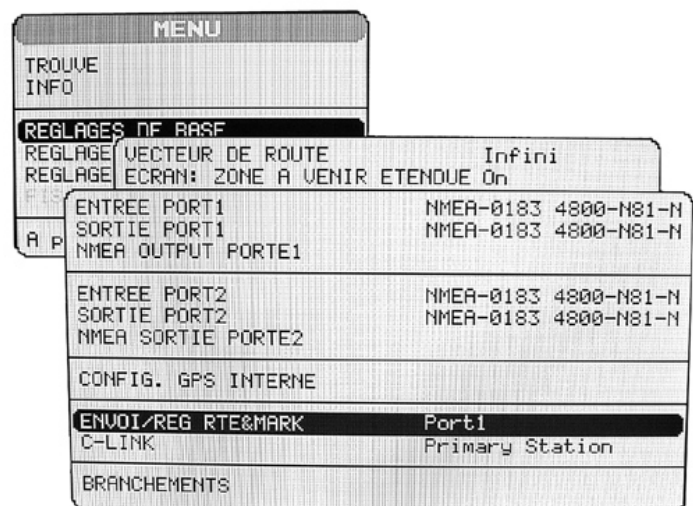 MENU
TROUVE
INFO
REGLAGES DE BASE
REGLAGE
REGLAGE
A P
VECTEUR DE ROUTE Infini
ECRAN: ZONE A VENIR ETENDUE On
ENTREE PORT1 NMEA-0183 4800-N81-N
SORTIE PORT1 NMEA-0183 4800-N81-N
NMEA OUTPUT PORTE1
ENTREE PORT2 NMEA-0183 4800-N81-N
SORTIE PORT2 NMEA-0183 4800-N81-N
NMEA SORTIE PORTE2
CONFIG. GPS INTERNE
ENVOI/REG RTE&MARK Port1
C-LINK Primary Station
BRANCHEMENTS